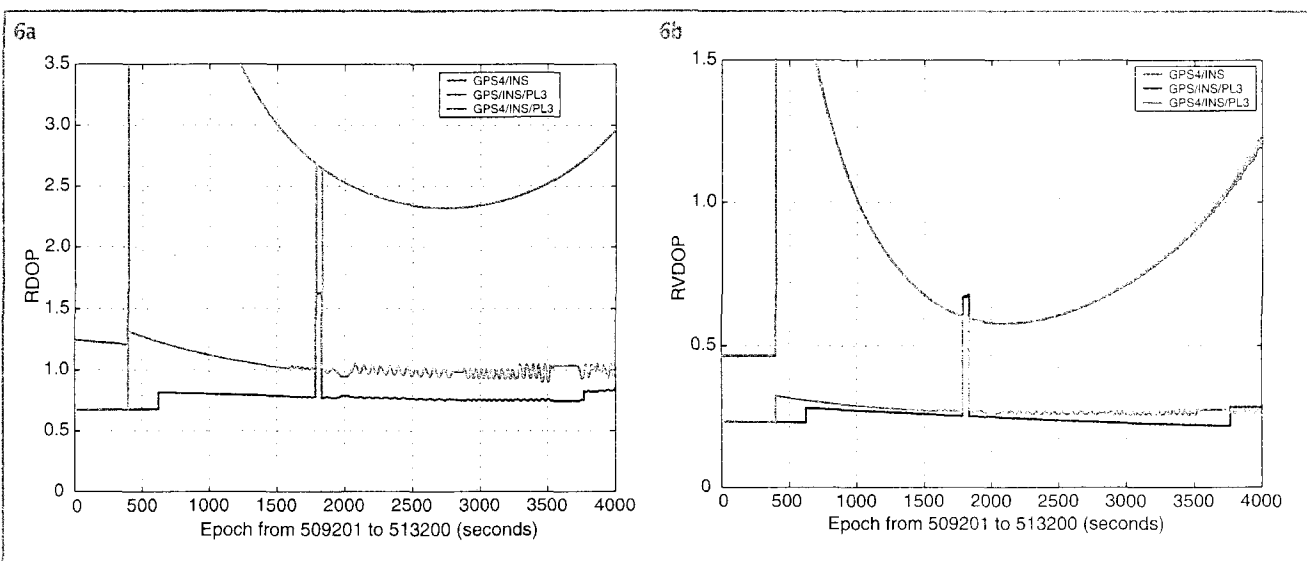 6a
3.5
3.0
2.5
2.0
1.5
1.0
0.5
0
RDOP
GPS4/INS
GPS/INS/PL3
GPS4/INS/PL3
0 500 1000 1500 2000 2500 3000 3500 4000
Epoch from 509201 to 513200 (seconds)
6b
1.5
1.0
0.5
0
RVDOP
GPS4/INS
GPS/INS/PL3
GPS4/INS/PL3
0 500 1000 1500 2000 2500 3000 3500 4000
Epoch from 509201 to 513200 (seconds)